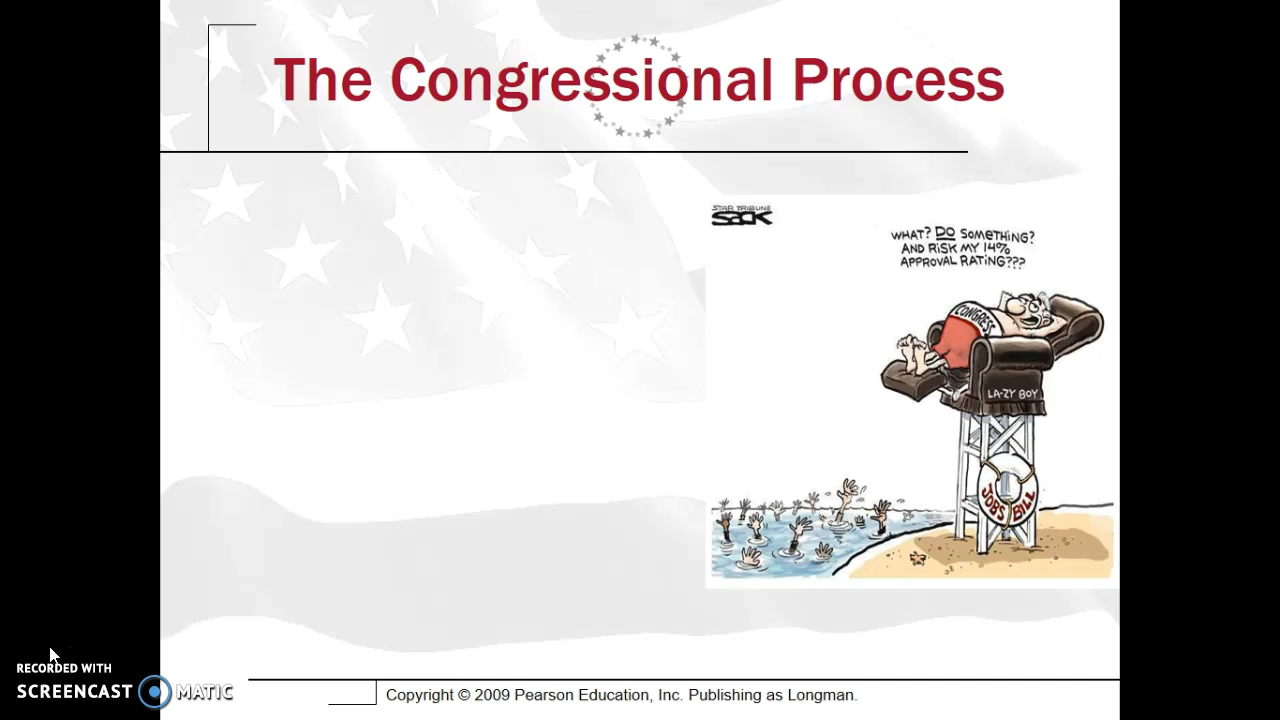 The Congressional Process
STAR TRIBUNE
SACK
WHAT? DO SOMETHING?
AND RISK MY 14%
APPROVAL RATING???
CONGRESS
LA-ZY BOY
JOBS BILL
RECORDED WITH
SCREENCAST MATIC
Copyright © 2009 Pearson Education, Inc. Publishing as Longman.